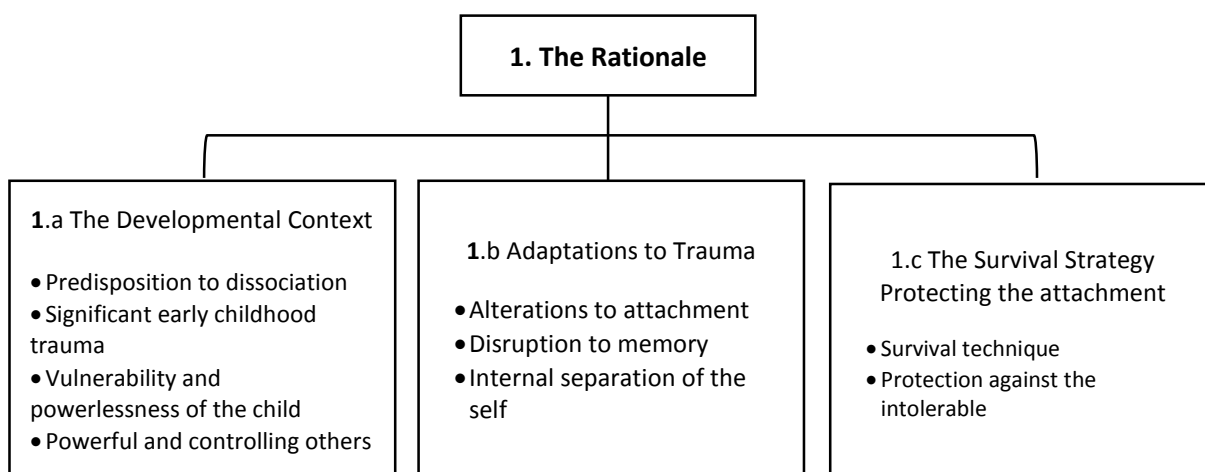 1. The Rationale
1.a The Developmental Context
•Predisposition to dissociation
•Significant early childhood
trauma
•Vulnerability and
powerlessness of the child
•Powerful and controlling others
1.b Adaptations to Trauma
•Alterations to attachment
•Disruption to memory
•Internal separation of the
self
1.c The Survival Strategy
Protecting the attachment
• Survival technique
• Protection against the
intolerable